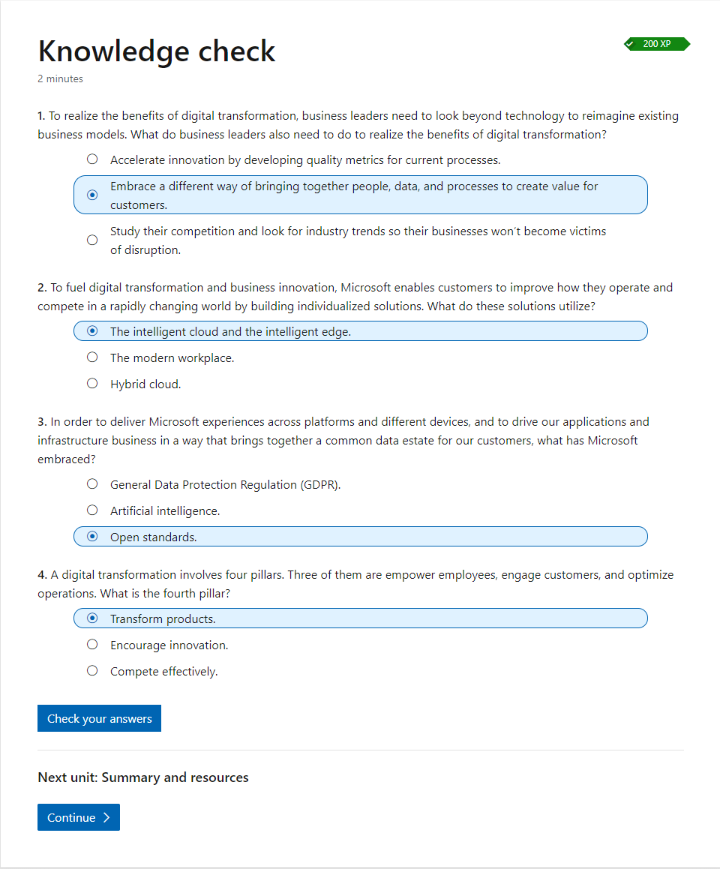 Knowledge check
200 XP
2 minutes
1. To realize the benefits of digital transformation, business leaders need to look beyond technology to reimagine existing
business models. What do business leaders also need to do to realize the benefits of digital transformation?
Accelerate innovation by developing quality metrics for current processes.
Embrace a different way of bringing together people, data, and processes to create value for
customers.
Study their competition and look for industry trends so their businesses won't become victims
of disruption.
2. To fuel digital transformation and business innovation, Microsoft enables customers to improve how they operate and
compete in a rapidly changing world by building individualized solutions. What do these solutions utilize?
The intelligent cloud and the intelligent edge.
The modern workplace.
Hybrid cloud.
3. In order to deliver Microsoft experiences across platforms and different devices, and to drive our applications and
infrastructure business in a way that brings together a common data estate for our customers, what has Microsoft
embraced?
General Data Protection Regulation (GDPR).
Artificial intelligence.
Open standards.
4. A digital transformation involves four pillars. Three of them are empower employees, engage customers, and optimize
operations. What is the fourth pillar?
Transform products.
Encourage innovation.
Compete effectively.
Check your answers
Next unit: Summary and resources
Continue